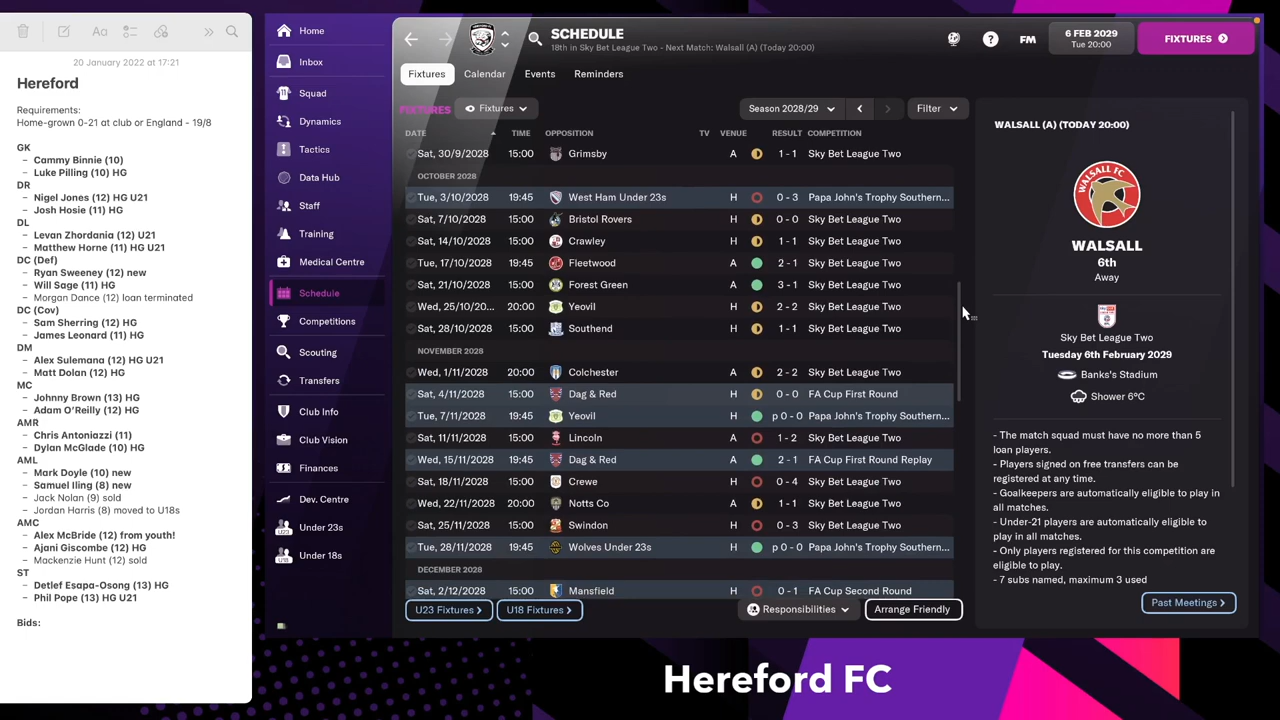 20 January 2022 at 17:21
Hereford
Requirements:
Home-grown 0-21 at club or England - 19/8
GK
– Cammy Binnie (10)
– Luke Pilling (10) HG
DR
– Nigel Jones (12) HG U21
– Josh Hosie (11) HG
DL
– Levan Zhordania (12) U21
– Matthew Horne (11) HG U21
DC (Def)
– Ryan Sweeney (12) new
– Will Sage (11) HG
– Morgan Dance (12) loan terminated
DC (Cov)
– Sam Sherring (12) HG
– James Leonard (11) HG
DM
– Alex Sulemana (12) HG U21
– Matt Dolan (12) HG
MC
– Johnny Brown (13) HG
– Adam O'Reilly (12) HG
AMR
– Chris Antoniazzi (11)
– Dylan McGlade (10) HG
AML
– Mark Doyle (10) new
– Samuel Iling (8) new
– Jack Nolan (9) sold
– Jordan Harris (8) moved to U18s
AMC
– Alex McBride (12) from youth!
– Ajani Giscombe (12) HG
– Mackenzie Hunt (12) sold
ST
– Detlef Esapa-Osong (13) HG
– Phil Pope (13) HG U21
Bids:
Home
Inbox
Squad
Dynamics
Tactics
Data Hub
Staff
Training
Medical Centre
Schedule
Competitions
Scouting
Transfers
Club Info
Club Vision
Finances
Dev. Centre
Under 23s
Under 18s
SCHEDULE
18th in Sky Bet League Two - Next Match: Walsall (A) (Today 20:00)
FM
6 FEB 2029
Tue 20:00
FIXTURES
Fixtures Calendar Events Reminders
FIXTURES Fixtures Season 2028/29 Filter
DATE TIME OPPOSITION TV VENUE RESULT COMPETITION
Sat, 30/9/2028 15:00 Grimsby A 1 - 1 Sky Bet League Two
OCTOBER 2028
Tue, 3/10/2028 19:45 West Ham Under 23s H 0 - 3 Papa John's Trophy Southern...
Sat, 7/10/2028 15:00 Bristol Rovers H 0 - 0 Sky Bet League Two
Sat, 14/10/2028 15:00 Crawley H 1 - 1 Sky Bet League Two
Tue, 17/10/2028 19:45 Fleetwood A 2 - 1 Sky Bet League Two
Sat, 21/10/2028 15:00 Forest Green A 3 - 1 Sky Bet League Two
Wed, 25/10/20... 20:00 Yeovil H 2 - 2 Sky Bet League Two
Sat, 28/10/2028 15:00 Southend H 1 - 1 Sky Bet League Two
NOVEMBER 2028
Wed, 1/11/2028 20:00 Colchester A 2 - 2 Sky Bet League Two
Sat, 4/11/2028 15:00 Dag & Red H 0 - 0 FA Cup First Round
Tue, 7/11/2028 19:45 Yeovil H p 0 - 0 Papa John's Trophy Southern...
Sat, 11/11/2028 15:00 Lincoln A 1 - 2 Sky Bet League Two
Wed, 15/11/2028 19:45 Dag & Red A 2 - 1 FA Cup First Round Replay
Sat, 18/11/2028 15:00 Crewe H 0 - 4 Sky Bet League Two
Wed, 22/11/2028 20:00 Notts Co A 1 - 1 Sky Bet League Two
Sat, 25/11/2028 15:00 Swindon H 0 - 3 Sky Bet League Two
Tue, 28/11/2028 19:45 Wolves Under 23s H p 0 - 0 Papa John's Trophy Southern...
DECEMBER 2028
Sat, 2/12/2028 15:00 Mansfield H 0 - 1 FA Cup Second Round
U23 Fixtures U18 Fixtures Responsibilities Arrange Friendly
WALSALL (A) (TODAY 20:00)
WALSALL
6th
Away
Sky Bet League Two
Tuesday 6th February 2029
Banks's Stadium
Shower 6°C
- The match squad must have no more than 5
loan players.
- Players signed on free transfers can be
registered at any time.
- Goalkeepers are automatically eligible to play in
all matches.
- Under-21 players are automatically eligible to
play in all matches.
- Only players registered for this competition are
eligible to play.
- 7 subs named, maximum 3 used
Past Meetings
Hereford FC